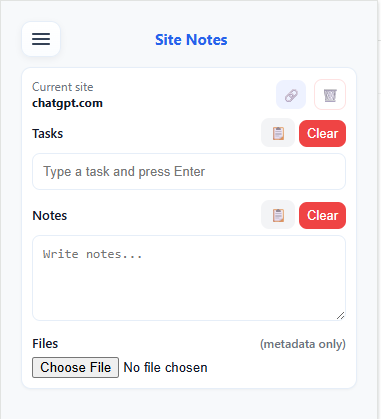 Site Notes
Current site
chatgpt.com
Tasks
Clear
Type a task and press Enter
Notes
Clear
Write notes...
Files
(metadata only)
Choose File No file chosen